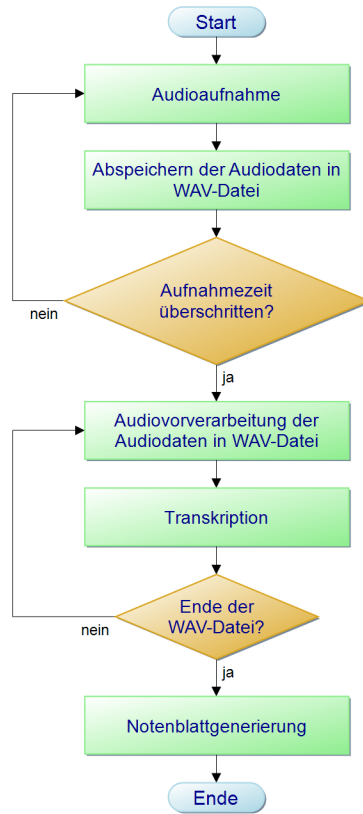 Start
Audioaufnahme
Abspeichern der Audiodaten in
WAV-Datei
Aufnahmezeit
überschritten?
nein
ja
Audiovorverarbeitung der
Audiodaten in WAV-Datei
Transkription
Ende der
WAV-Datei?
nein
ja
Notenblattgenerierung
Ende